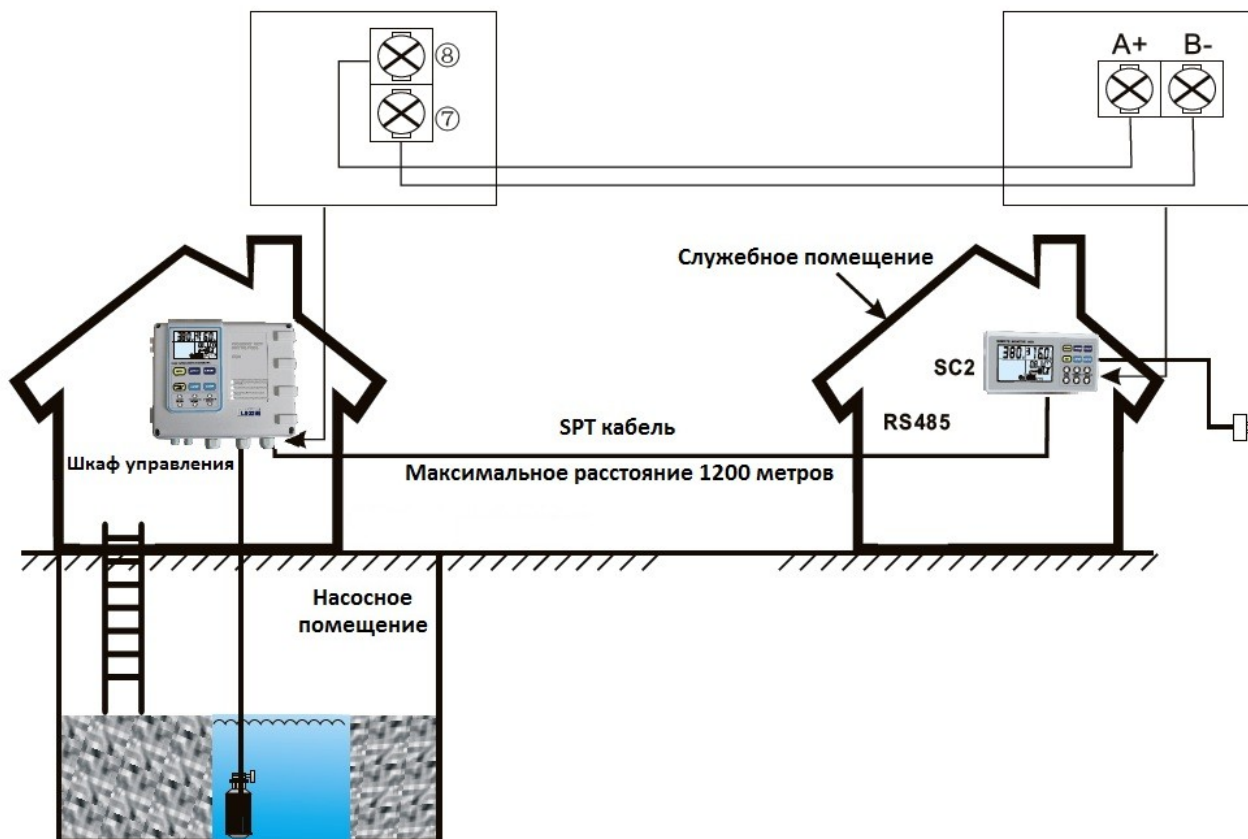 ⑧
⑦
A+ B-
Служебное помещение
SC2
RS485
SPT кабель
Шкаф управления
Максимальное расстояние 1200 метров
Насосное
помещение